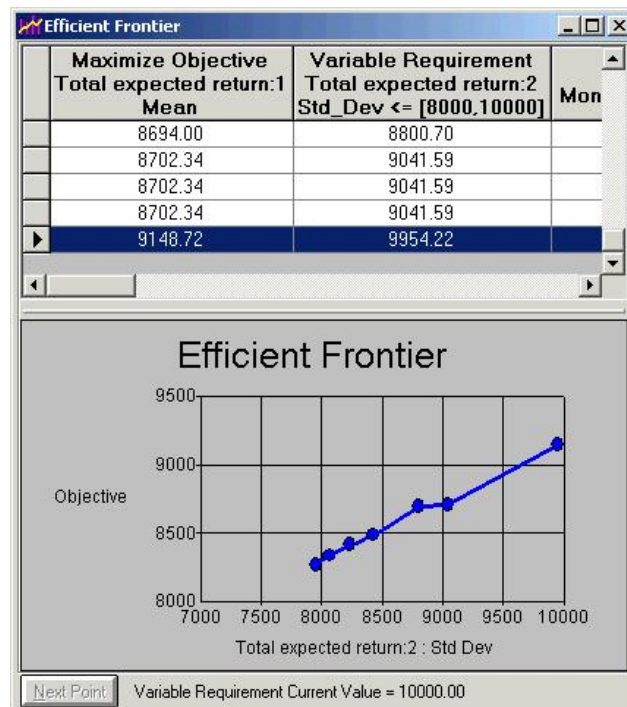 Efficient Frontier
Maximize Objective
Total expected return:1
Mean
Variable Requirement
Total expected return:2
Std_Dev <= [8000,10000]
Mon
8694.00 8800.70
8702.34 9041.59
8702.34 9041.59
8702.34 9041.59
9148.72 9954.22
Efficient Frontier
9500
9000
Objective
8500
8000
7000 7500 8000 8500 9000 9500 10000
Total expected return:2 : Std Dev
Next Point Variable Requirement Current Value = 10000.00